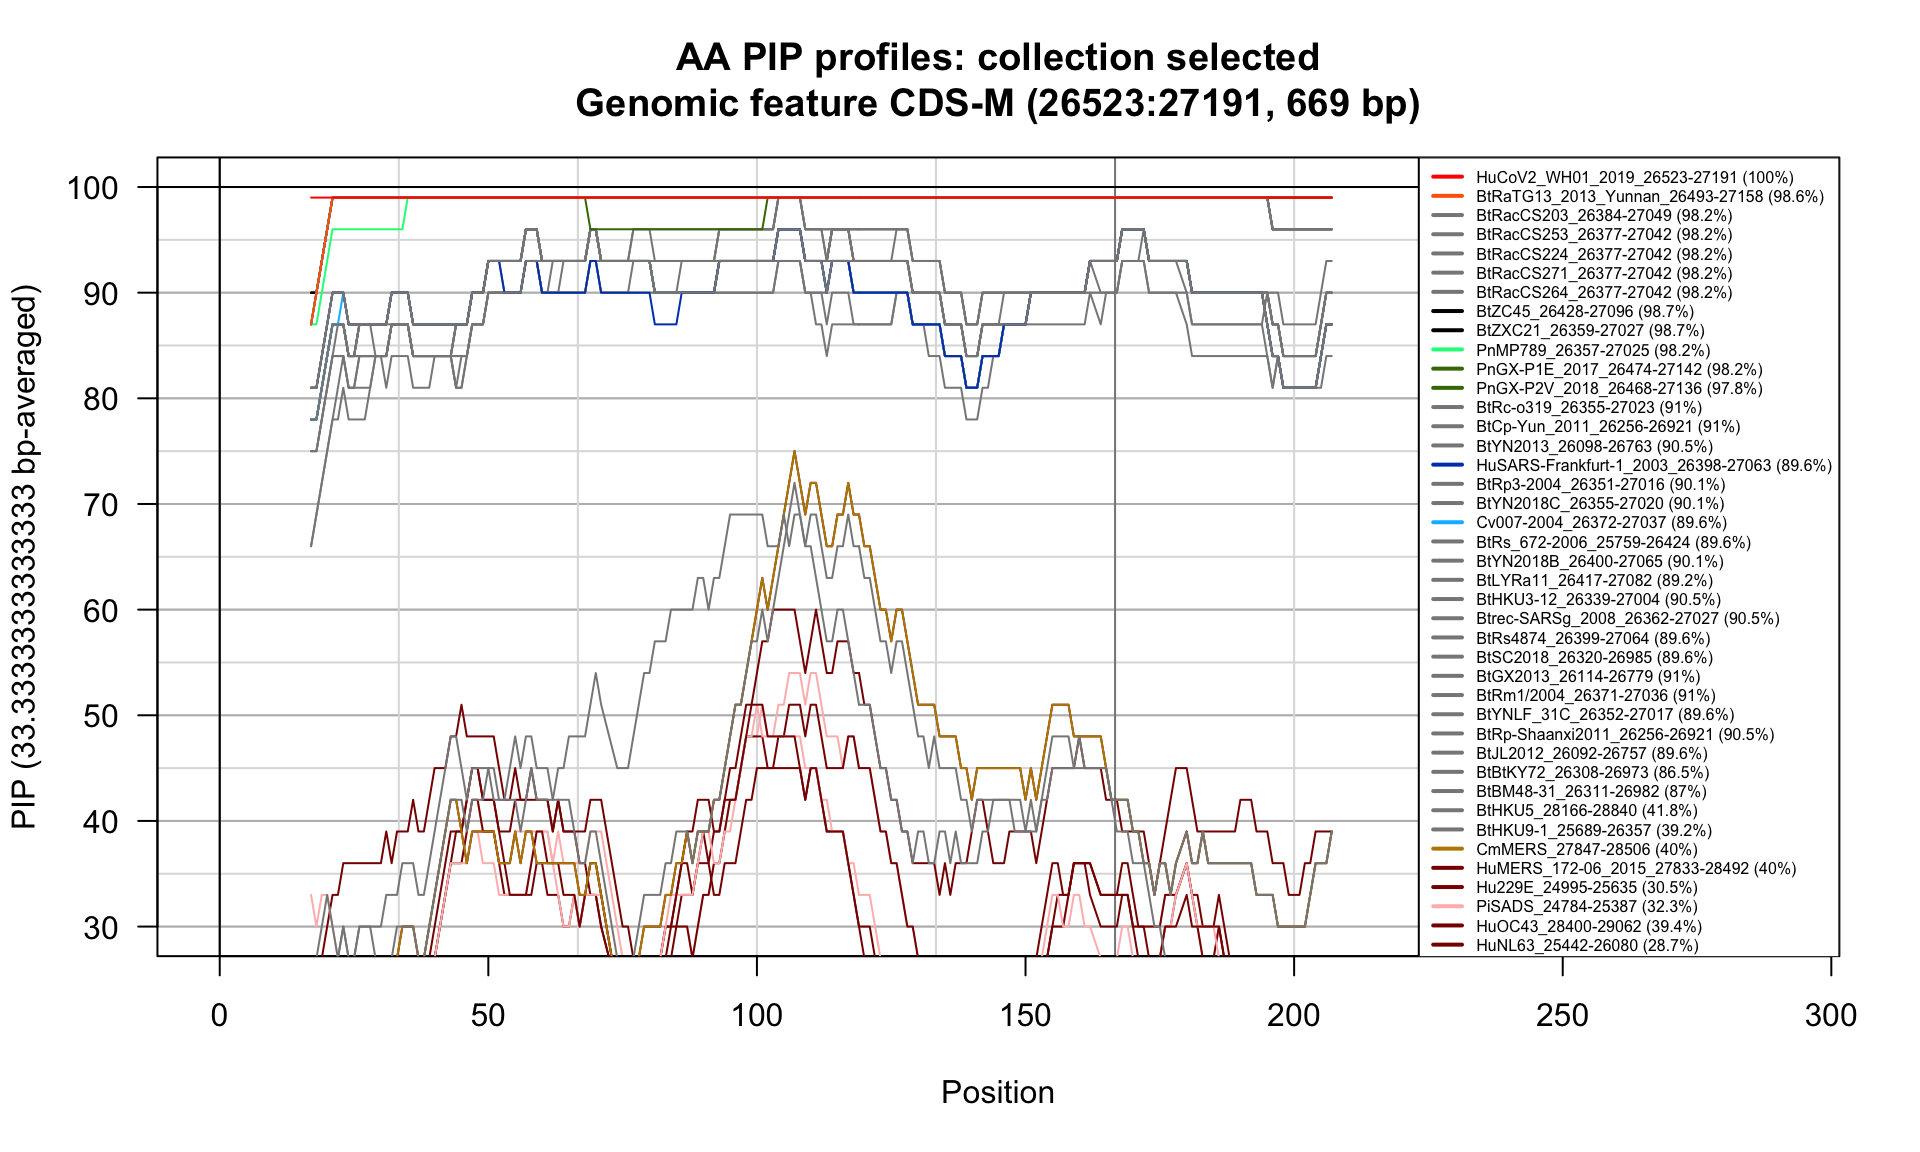 AA PIP profiles: collection selected
Genomic feature CDS-M (26523:27191, 669 bp)
PIP (33.3333333333333 bp-averaged)
100
90
80
70
60
50
40
30
0
50
100
150
200
250
300
Position
HuCoV2_WH01_2019_26523-27191 (100%)
BtRaTG13_2013_Yunnan_26493-27158 (98.6%)
BtRacCS203_26384-27049 (98.2%)
BtRacCS253_26377-27042 (98.2%)
BtRacCS224_26377-27042 (98.2%)
BtRacCS271_26377-27042 (98.2%)
BtRacCS264_26377-27042 (98.2%)
BtZC45_26428-27096 (98.7%)
BtZXC21_26359-27027 (98.7%)
PnMP789_26357-27025 (98.2%)
PnGX-P1E_2017_26474-27142 (98.2%)
PnGX-P2V_2018_26468-27136 (97.8%)
BtRc-o319_26355-27023 (91%)
BtCp-Yun_2011_26256-26921 (91%)
BtYN2013_26098-26763 (90.5%)
HuSARS-Frankfurt-1_2003_26398-27063 (89.6%)
BtRp3-2004_26351-27016 (90.1%)
BtYN2018C_26355-27020 (90.1%)
Cv007-2004_26372-27037 (89.6%)
BtRs_672-2006_25759-26424 (89.6%)
BtYN2018B_26400-27065 (90.1%)
BtLYRa11_26417-27082 (89.2%)
BtHKU3-12_26339-27004 (90.5%)
Btrec-SARSg_2008_26362-27027 (90.5%)
BtRs4874_26399-27064 (89.6%)
BtSC2018_26320-26985 (89.6%)
BtGX2013_26114-26779 (91%)
BtRm1/2004_26371-27036 (91%)
BtYNLF_31C_26352-27017 (89.6%)
BtRp-Shaanxi2011_26256-26921 (90.5%)
BtJL2012_26092-26757 (89.6%)
BtBtKY72_26308-26973 (86.5%)
BtBM48-31_26311-26982 (87%)
BtHKU5_28166-28840 (41.8%)
BtHKU9-1_25689-26357 (39.2%)
CmMERS_27847-28506 (40%)
HuMERS_172-06_2015_27833-28492 (40%)
Hu229E_24995-25635 (30.5%)
PiSADS_24784-25387 (32.3%)
HuOC43_28400-29062 (39.4%)
HuNL63_25442-26080 (28.7%)